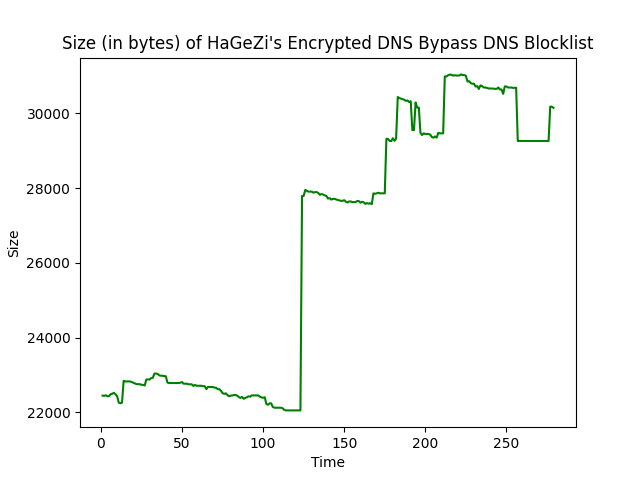 Size (in bytes) of HaGeZi's Encrypted DNS Bypass DNS Blocklist
30000
28000
26000
24000
22000
Size
0 50 100 150 200 250
Time